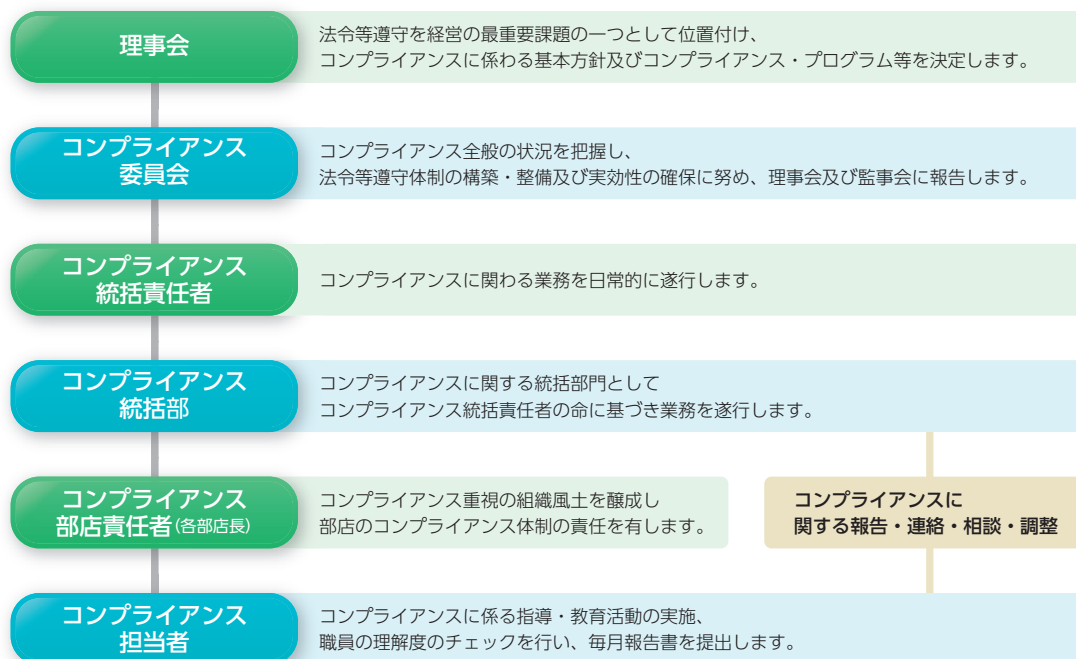 理事会
法令等遵守を経営の最重要課題の一つとして位置付け、
コンプライアンスに係わる基本方針及びコンプライアンス・プログラム等を決定します。
コンプライアンス
委員会
コンプライアンス全般の状況を把握し、
法令等遵守体制の構築・整備及び実効性の確保に努め、理事会及び監事会に報告します。
コンプライアンス
統括責任者
コンプライアンスに関わる業務を日常的に遂行します。
コンプライアンス
統括部
コンプライアンスに関する統括部門として
コンプライアンス統括責任者の命に基づき業務を遂行します。
コンプライアンス
部店責任者(各部店長)
コンプライアンス重視の組織風土を醸成し
部店のコンプライアンス体制の責任を有します。
コンプライアンスに
関する報告・連絡・相談・調整
コンプライアンス
担当者
コンプライアンスに係る指導・教育活動の実施、
職員の理解度のチェックを行い、毎月報告書を提出します。